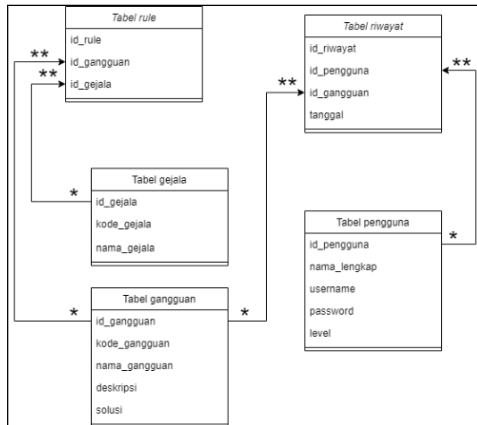 Tabel rule
id_rule
id_gangguan
id_gejala
**
**
Tabel riwayat
id_riwayat
id_pengguna
id_gangguan
tanggal
**
**
Tabel gejala
id_gejala
kode_gejala
nama_gejala
*
Tabel pengguna
id_pengguna
nama_lengkap
username
password
level
*
Tabel gangguan
id_gangguan
kode_gangguan
nama_gangguan
deskripsi
solusi
*
*